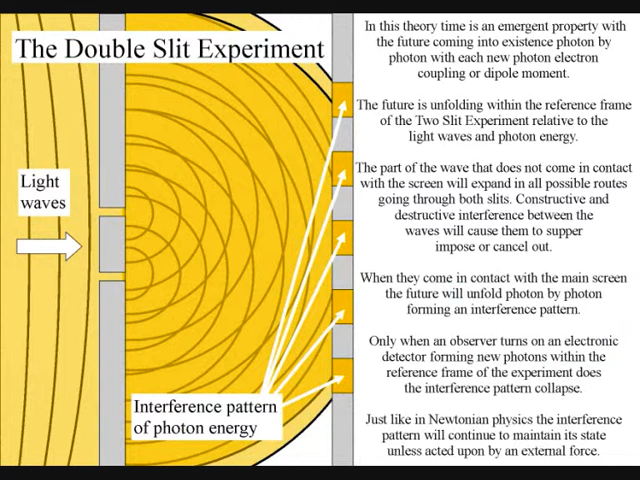 The Double Slit Experiment
Light
waves
Interference pattern
of photon energy
In this theory time is an emergent property with
the future coming into existence photon by
photon with each new photon electron
coupling or dipole moment.
The future is unfolding within the reference frame
of the Two Slit Experiment relative to the
light waves and photon energy.
The part of the wave that does not come in contact
with the screen will expand in all possible routes
going through both slits. Constructive and
destructive interference between the
waves will cause them to supper
impose or cancel out.
When they come in contact with the main screen
the future will unfold photon by photon
forming an interference pattern.
Only when an observer turns on an electronic
detector forming new photons within the
reference frame of the experiment does
the interference pattern collapse.
Just like in Newtonian physics the interference
pattern will continue to maintain its state
unless acted upon by an external force.